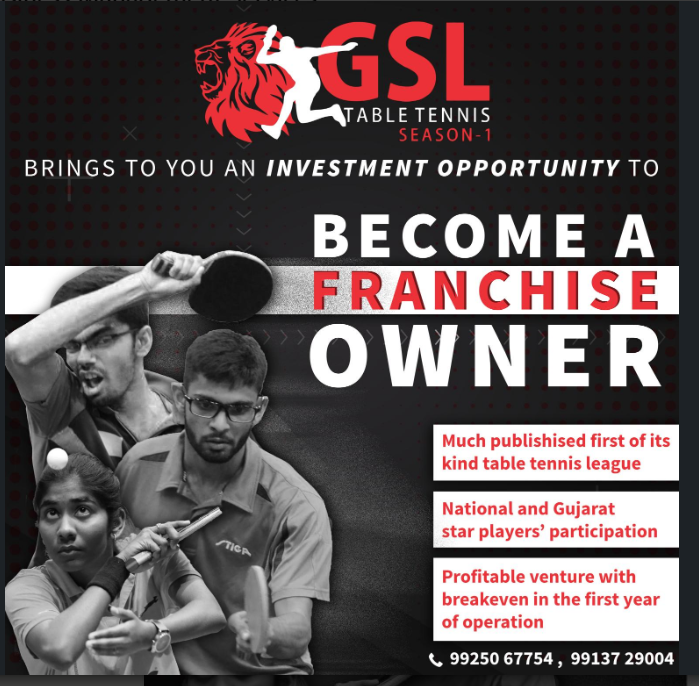 GSL
TABLE TENNIS
SEASON-1
BRINGS TO YOU AN INVESTMENT OPPORTUNITY TO
BECOME A
FRANCHISE
OWNER
Much publishised first of its
kind table tennis league
National and Gujarat
star players' participation
Profitable venture with
breakeven in the first year
of operation
99250 67754 , 99137 29004
STIGA